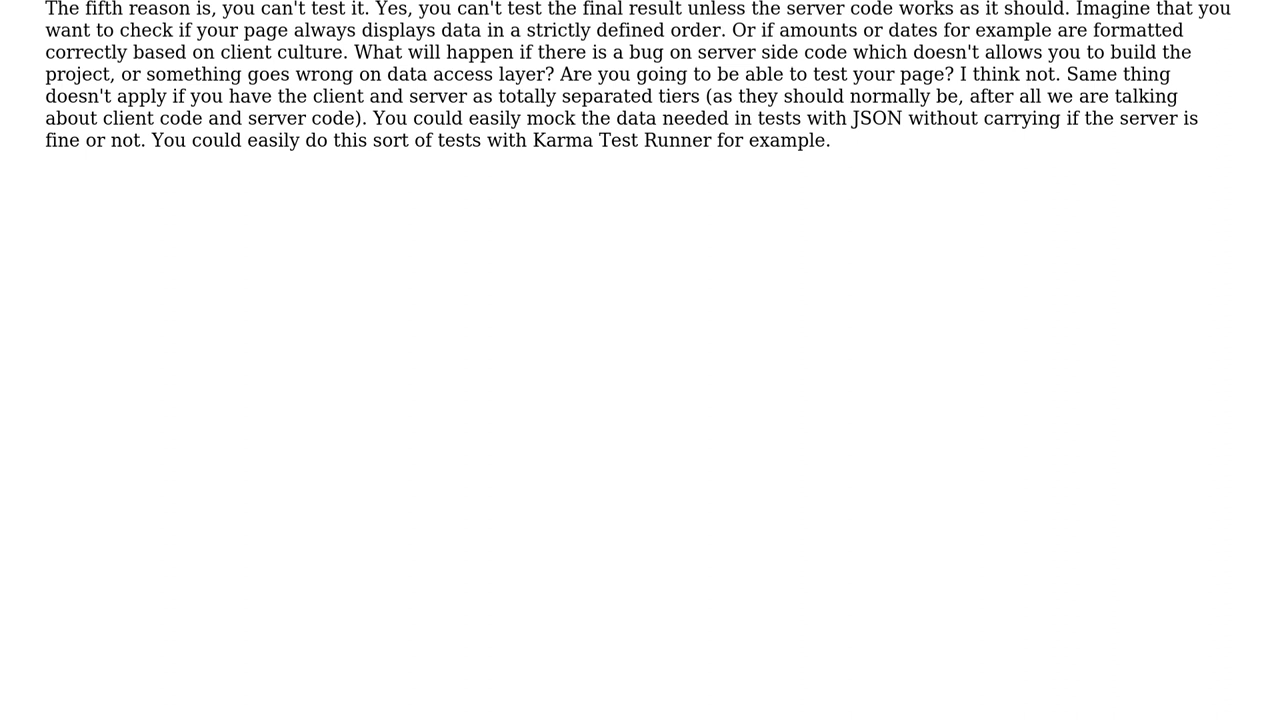 The fifth reason is, you can't test it. Yes, you can't test the final result unless the server code works as it should. Imagine that you
want to check if your page always displays data in a strictly defined order. Or if amounts or dates for example are formatted
correctly based on client culture. What will happen if there is a bug on server side code which doesn't allows you to build the
project, or something goes wrong on data access layer? Are you going to be able to test your page? I think not. Same thing
doesn't apply if you have the client and server as totally separated tiers (as they should normally be, after all we are talking
about client code and server code). You could easily mock the data needed in tests with JSON without carrying if the server is
fine or not. You could easily do this sort of tests with Karma Test Runner for example.